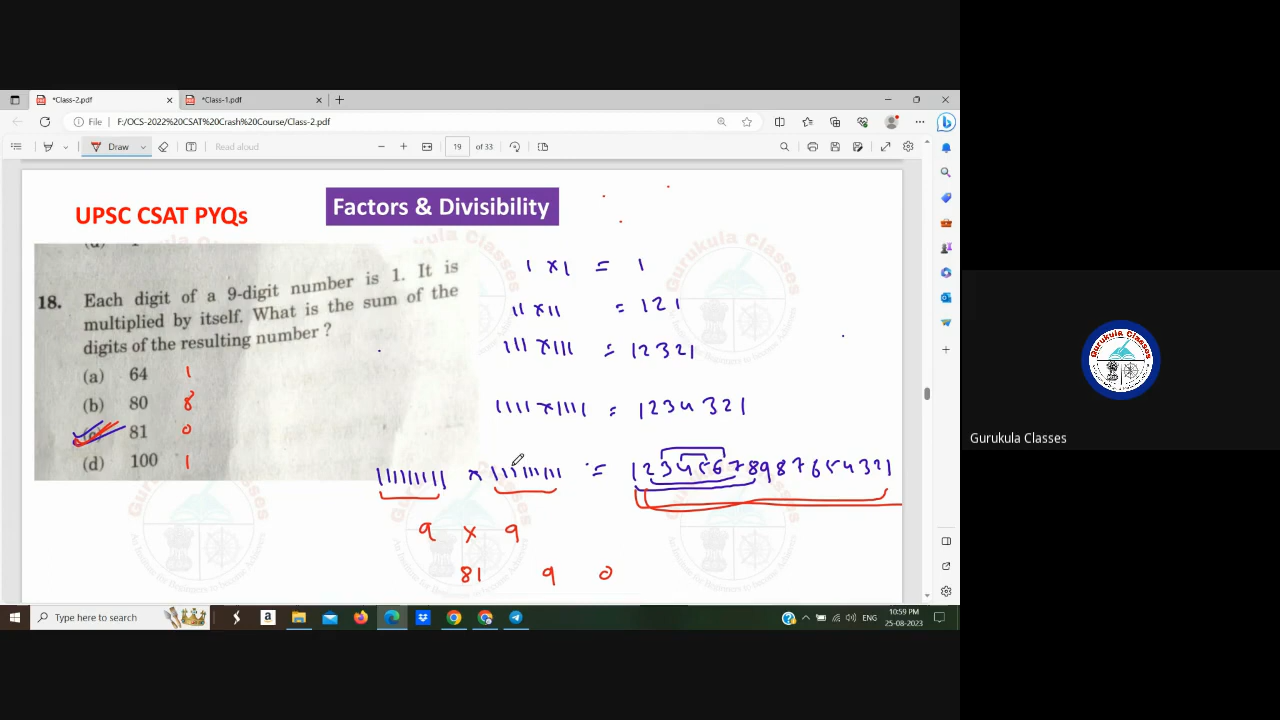 *Class-2.pdf
*Class-1.pdf
File
F:/OCS-2022%20CSAT%20Crash%20Course/Class-2.pdf
Draw
Read aloud
19
of 33
UPSC CSAT PYQs
Factors & Divisibility
18. Each digit of a 9-digit number is 1. It is
multiplied by itself. What is the sum of the
digits of the resulting number ?
(a) 64 1
(b) 80 8
(c) 81 0
(d) 100 1
1 × 1 = 1
11 × 11 = 121
111 × 111 = 12321
1111 × 1111 = 1234321
111111111 × 111111111 = 12345678987654321
9 × 9
81 9 0
Gurukula Classes
Gurukula Classes
Type here to search
ENG
10:59 PM
25-08-2023